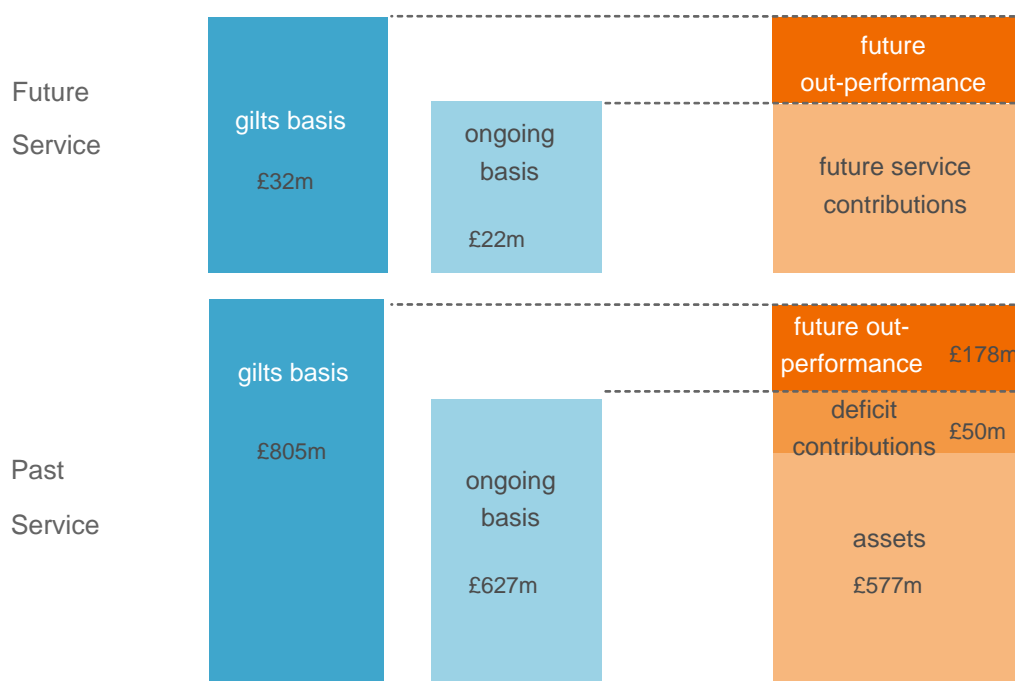 Future
Service
gilts basis
£32m
ongoing
basis
£22m
future
out-performance
future service
contributions
Past
Service
gilts basis
£805m
ongoing
basis
£627m
future out-
performance £178m
deficit
contributions £50m
assets
£577m